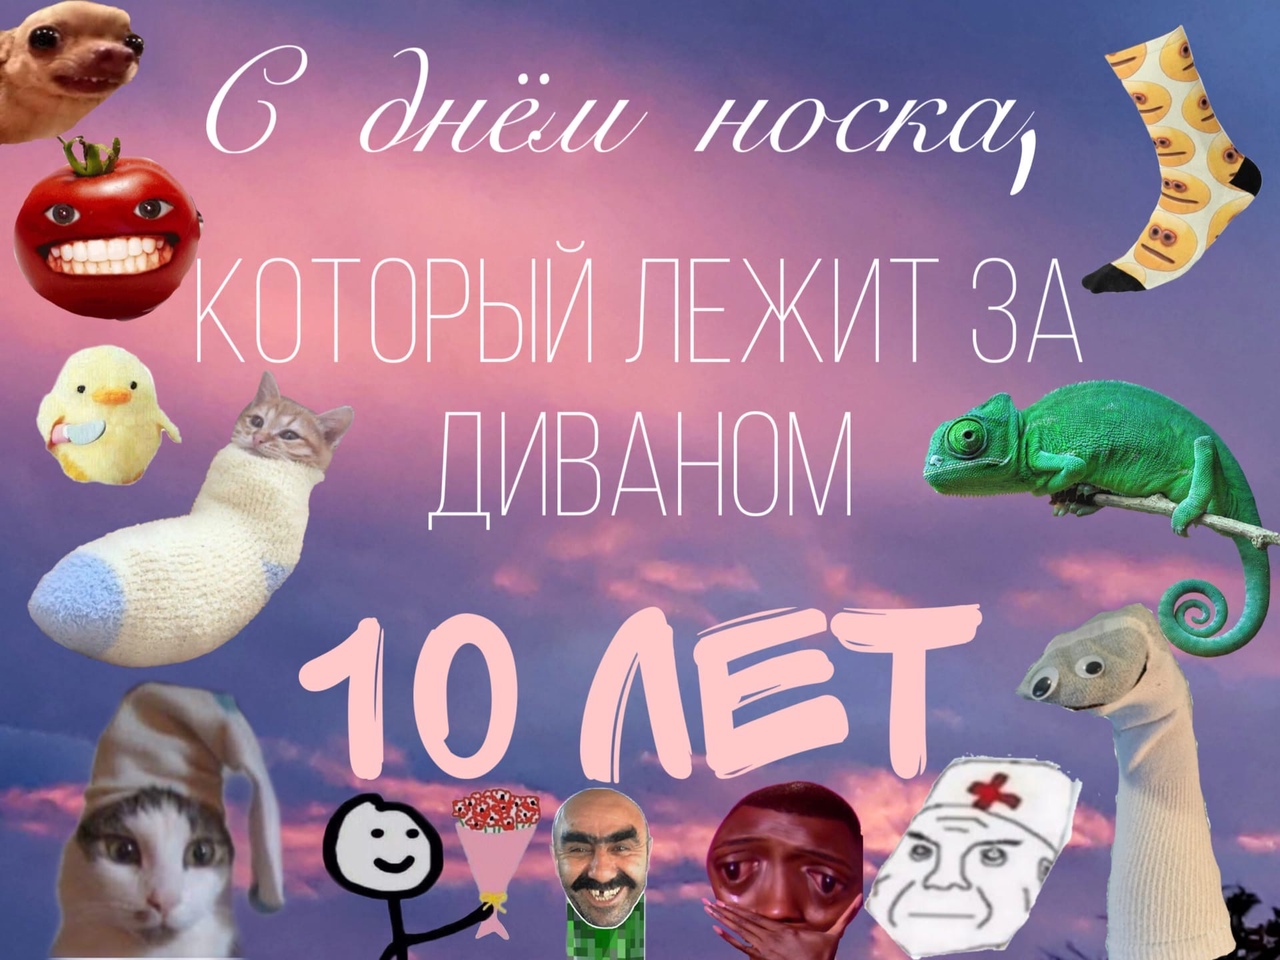 С днём носка,
КОТОРЫЙ ЛЕЖИТ ЗА
ДИВАНОМ
10 ЛЕТ